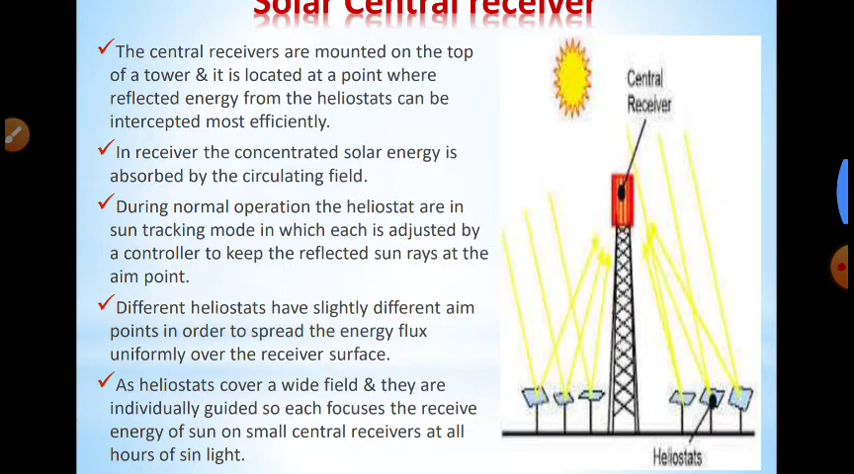 Solar Central receiver
✓The central receivers are mounted on the top
of a tower & it is located at a point where
reflected energy from the heliostats can be
intercepted most efficiently.
✓In receiver the concentrated solar energy is
absorbed by the circulating field.
✓During normal operation the heliostat are in
sun tracking mode in which each is adjusted by
a controller to keep the reflected sun rays at the
aim point.
✓Different heliostats have slightly different aim
points in order to spread the energy flux
uniformly over the receiver surface.
✓As heliostats cover a wide field & they are
individually guided so each focuses the receive
energy of sun on small central receivers at all
hours of sin light.
Central
Receiver
Heliostats